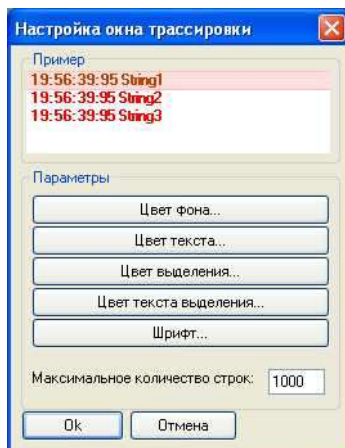 Настройка окна трассировки
Пример
19:56:39:95 String1
19:56:39:95 String2
19:56:39:95 String3
Параметры
Цвет фона...
Цвет текста...
Цвет выделения...
Цвет текста выделения...
Шрифт...
Максимальное количество строк: 1000
Ok Отмена